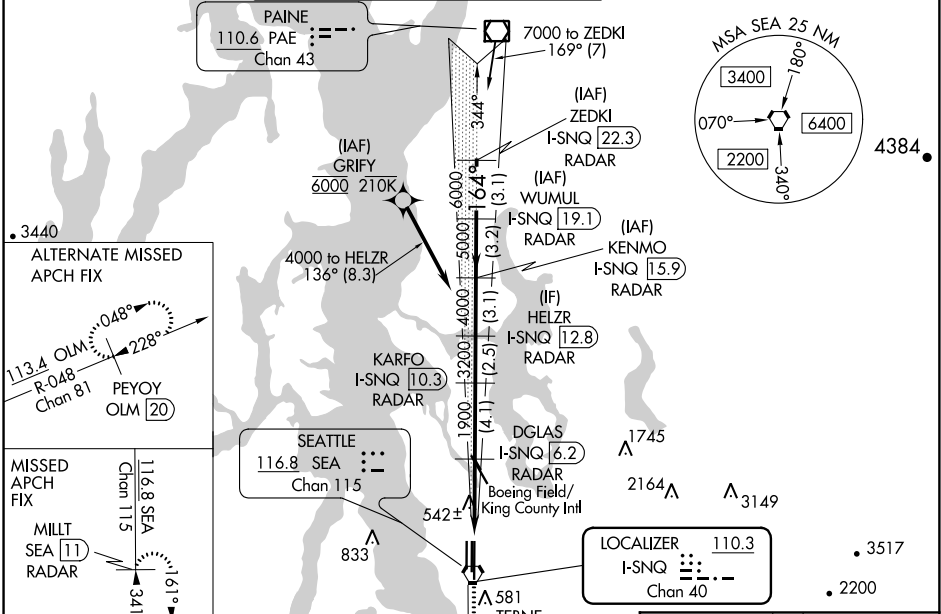 PAINE
110.6 PAE
Chan 43
7000 to ZEDKI
169° (7)
MSA SEA 25 NM
180°
3400
070°
6400
2200
340°
4384
344°
(IAF)
ZEDKI
I-SNQ 22.3
RADAR
(IAF)
GRIFY
6000 210K
6000
164°
(3.1)
(IAF)
WUMUL
I-SNQ 19.1
RADAR
5000
(3.2)
(IAF)
KENMO
I-SNQ 15.9
RADAR
3440
4000 to HELZR
136° (8.3)
4000
(3.1)
(IF)
HELZR
I-SNQ 12.8
RADAR
ALTERNATE MISSED
APCH FIX
048°
228°
113.4 OLM
R-048
Chan 81
PEYOY
OLM 20
3200
(2.5)
KARFO
I-SNQ 10.3
RADAR
1900
(4.1)
DGLAS
I-SNQ 6.2
RADAR
1745
SEATTLE
116.8 SEA
Chan 115
Boeing Field/
King County Intl
2164
3149
542±
833
MISSED
APCH
FIX
116.8 SEA
Chan 115
MILLT
SEA 11
RADAR
161°
341
LOCALIZER 110.3
I-SNQ
Chan 40
3517
2200
581